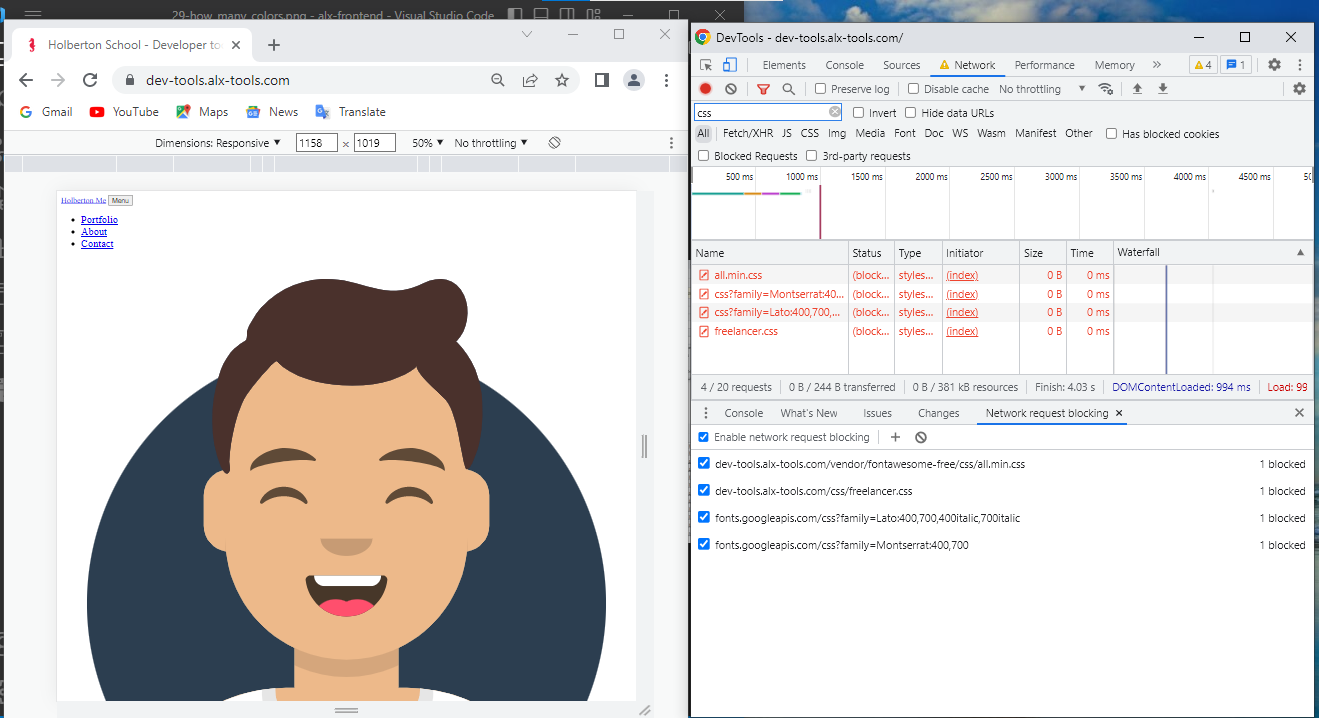 29-how_many_colors.png - alx-frontend - Visual Studio Code
Holberton School - Developer to
dev-tools.alx-tools.com
Gmail YouTube Maps News Translate
Dimensions: Responsive 1158 × 1019 50% No throttling
Holberton Me Menu
Portfolio
About
Contact
DevTools - dev-tools.alx-tools.com/
Elements Console Sources Network Performance Memory 4 1
Preserve log Disable cache No throttling
css Invert Hide data URLs
All Fetch/XHR JS CSS Img Media Font Doc WS Wasm Manifest Other Has blocked cookies
Blocked Requests 3rd-party requests
500 ms 1000 ms 1500 ms 2000 ms 2500 ms 3000 ms 3500 ms 4000 ms 4500 ms
Name Status Type Initiator Size Time Waterfall
all.min.css (block... styles... (index) 0 B 0 ms
css?family=Montserrat:40... (block... styles... (index) 0 B 0 ms
css?family=Lato:400,700,... (block... styles... (index) 0 B 0 ms
freelancer.css (block... styles... (index) 0 B 0 ms
4 / 20 requests 0 B / 244 B transferred 0 B / 381 kB resources Finish: 4.03 s DOMContentLoaded: 994 ms Load: 99
Console What's New Issues Changes Network request blocking
Enable network request blocking
dev-tools.alx-tools.com/vendor/fontawesome-free/css/all.min.css 1 blocked
dev-tools.alx-tools.com/css/freelancer.css 1 blocked
fonts.googleapis.com/css?family=Lato:400,700,400italic,700italic 1 blocked
fonts.googleapis.com/css?family=Montserrat:400,700 1 blocked